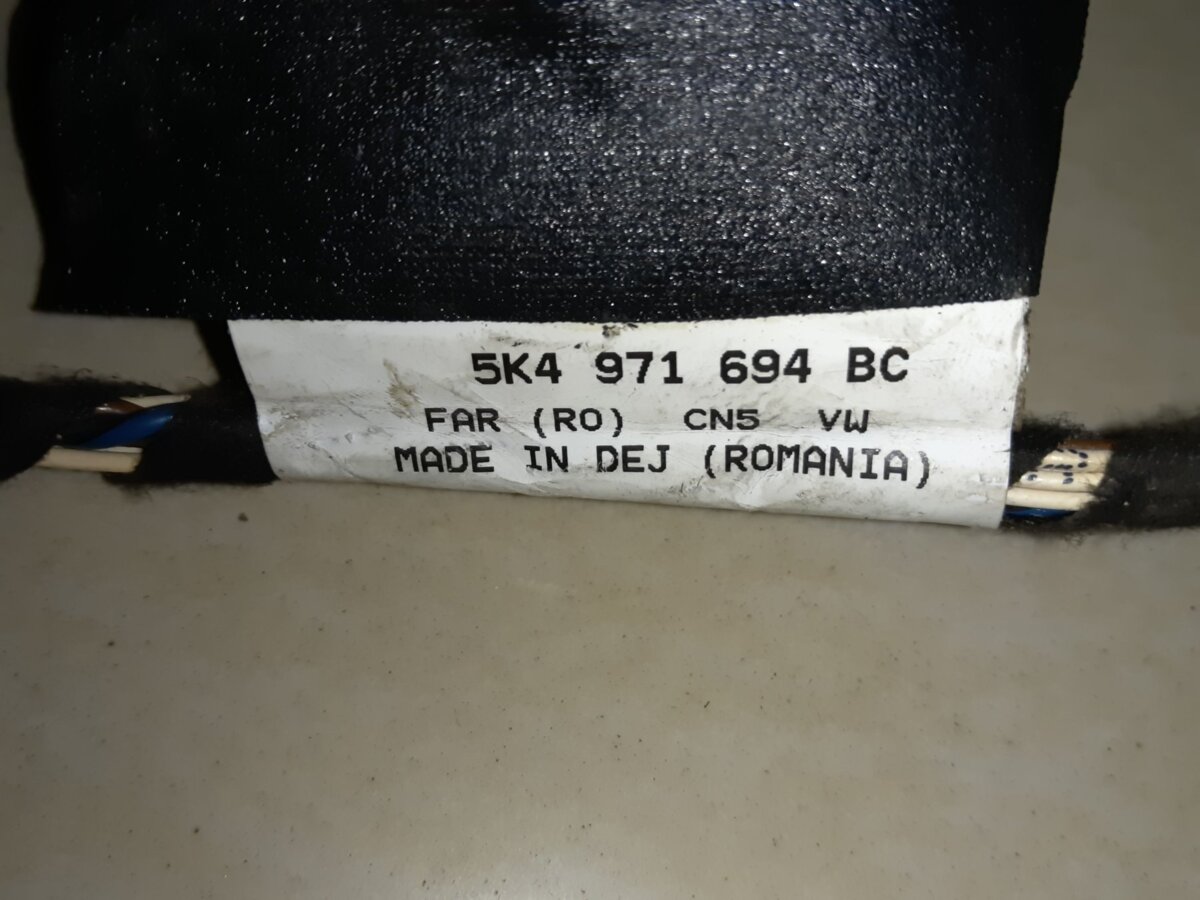 5K4 971 694 BC
FAR (RO) CN5 VW
MADE IN DEJ (ROMANIA)